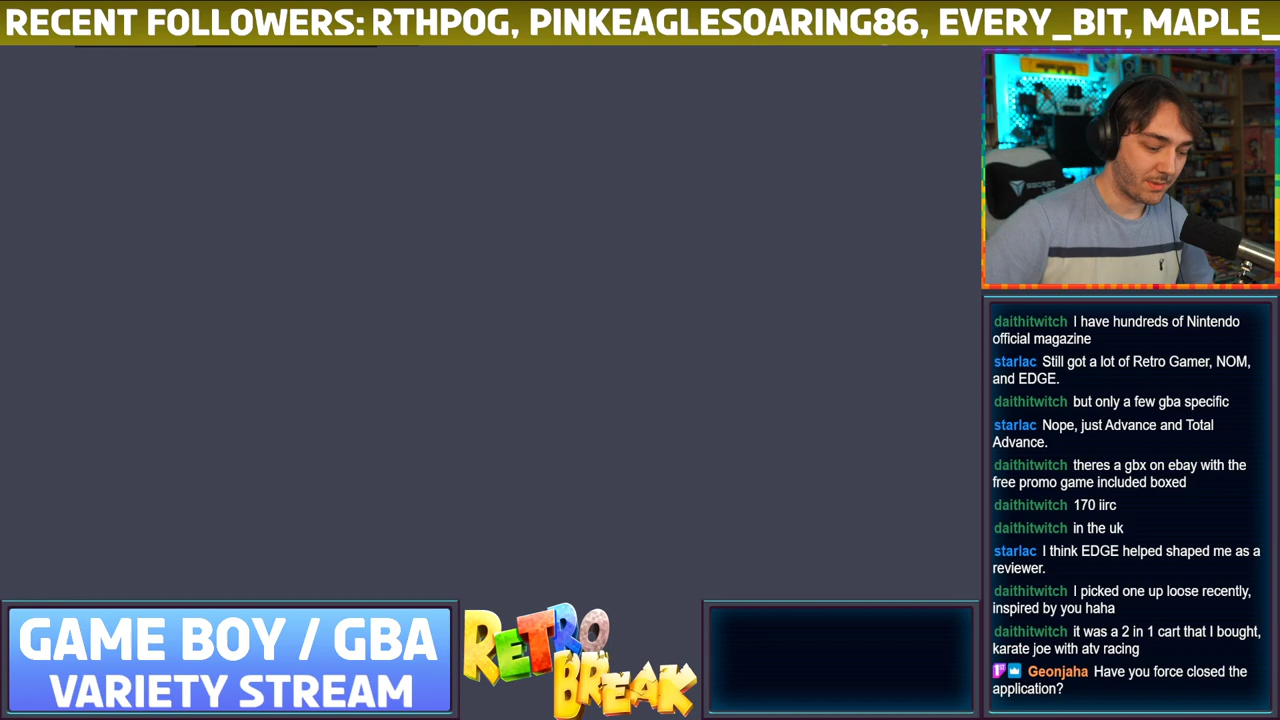 RECENT FOLLOWERS: RTHPOG, PINKEAGLESOARING86, EVERY_BIT, MAPLE_
daithitwitch I have hundreds of Nintendo
official magazine
starlac Still got a lot of Retro Gamer, NOM,
and EDGE.
daithitwitch but only a few gba specific
starlac Nope, just Advance and Total
Advance.
daithitwitch theres a gbx on ebay with the
free promo game included boxed
daithitwitch 170 iirc
daithitwitch in the uk
starlac I think EDGE helped shaped me as a
reviewer.
daithitwitch I picked one up loose recently,
inspired by you haha
daithitwitch it was a 2 in 1 cart that I bought,
karate joe with atv racing
Geonjaha Have you force closed the
application?
GAME BOY / GBA
VARIETY STREAM
RETRO
BREAK